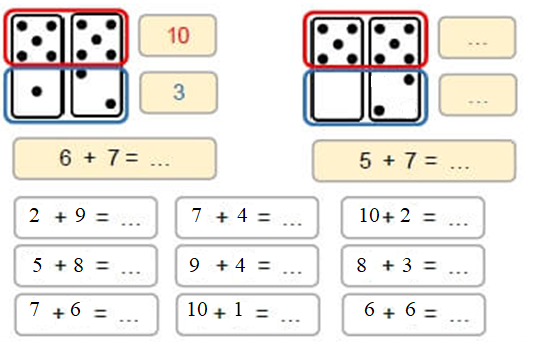 10 ...
3 ...
6 + 7 = ... 5 + 7 = ...
2 + 9 = ... 7 + 4 = ... 10 + 2 = ...
5 + 8 = ... 9 + 4 = ... 8 + 3 = ...
7 + 6 = ... 10 + 1 = ... 6 + 6 = ...